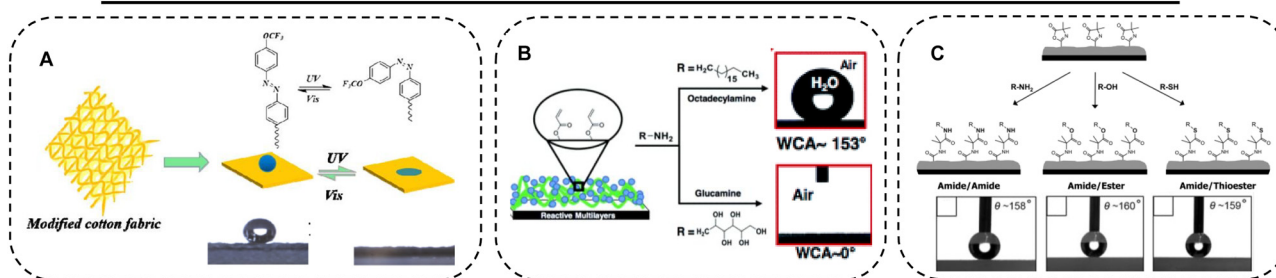 A
OCF₃
N
N
UV
Vis
F₃CO
N
N
UV
Vis
Modified cotton fabric
:
B
O
O
O
O
R–NH₂
Reactive Multilayers
R=H₂C
15
CH₃
Octadecylamine
Air
H₂O
WCA~ 153°
Glucamine
OH
OH
R=H₂C
OH
OH
OH
Air
WCA~0°
C
R-NH₂
R-OH
R-SH
Amide/Amide
Amide/Ester
Amide/Thioester
θ ~158°
θ ~160°
θ ~159°